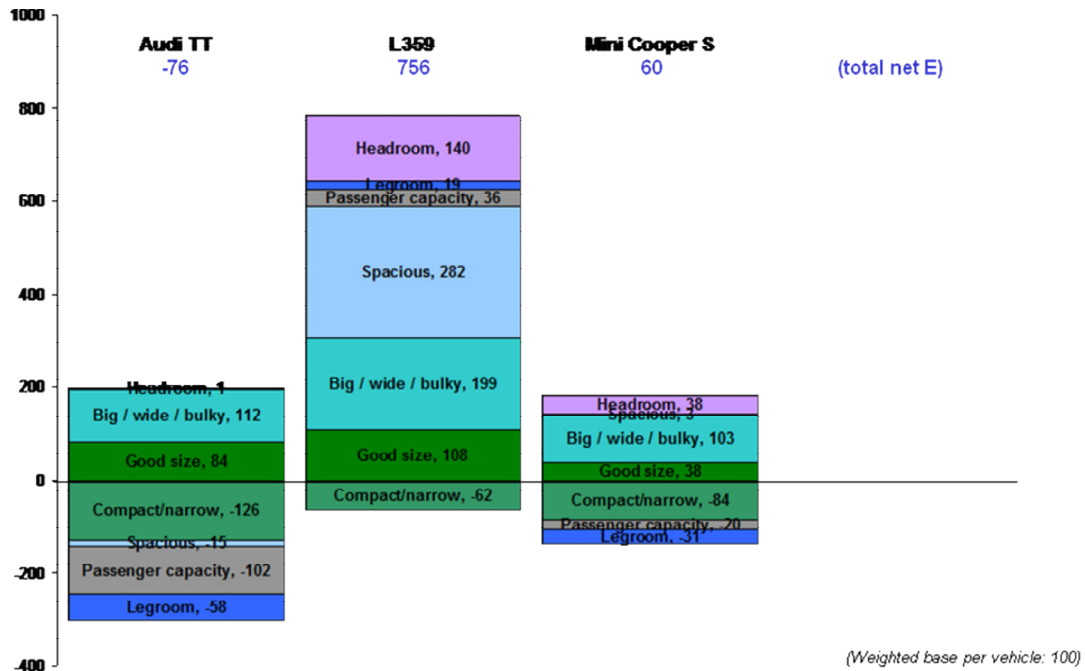 1000
Audi TT
L359
Mini Cooper S
-76
756
60
(total net E)
800
Headroom, 140
Legroom, 19
600
Passenger capacity, 36
Spacious, 282
400
Big / wide / bulky, 199
Headroom, 38
Spacious, 3
200
Headroom, 1
Big / wide / bulky, 112
Big / wide / bulky, 103
Good size, 84
Good size, 108
Good size, 38
0
Compact/narrow, -126
Compact/narrow, -62
Compact/narrow, -84
Spacious, -15
Passenger capacity, -20
Legroom, -31
Passenger capacity, -102
-200
Legroom, -58
-400
(Weighted base per vehicle: 100)